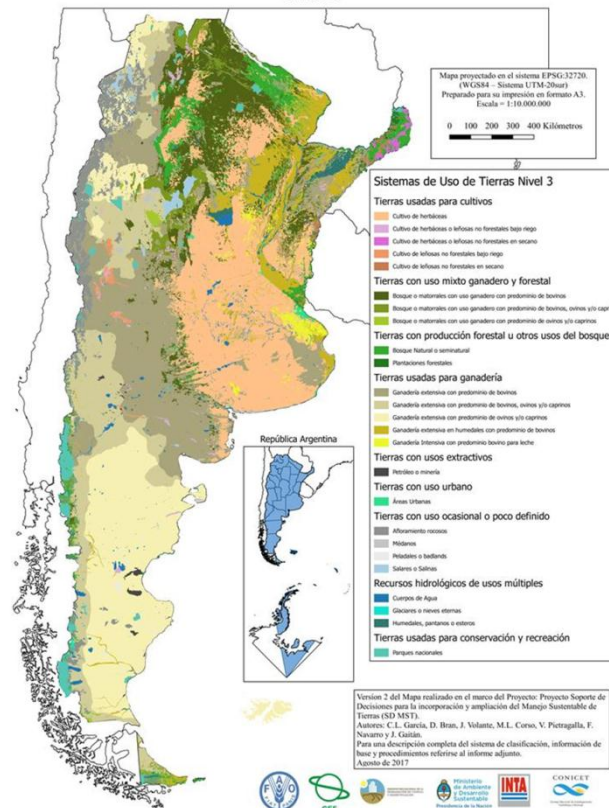 Mapa proyectado en el sistema EPSG:32720.
(WGS84 – Sistema UTM-20sur)
Preparado para su impresión en formato A3.
Escala = 1:10.000.000
0 100 200 300 400 Kilómetros
Sistemas de Uso de Tierras Nivel 3
Tierras usadas para cultivos
Cultivo de herbáceas
Cultivo de herbáceas o leñosas no forestales bajo riego
Cultivo de herbáceas o leñosas no forestales en secano
Cultivo de leñosas no forestales bajo riego
Cultivo de leñosas no forestales en secano
Tierras con uso mixto ganadero y forestal
Bosque o matorrales con uso ganadero con predominio de bovinos
Bosque o matorrales con uso ganadero con predominio de bovinos, ovinos y/o caprinos
Bosque o matorrales con uso ganadero con predominio de ovinos y/o caprinos
Tierras con producción forestal u otros usos del bosque
Bosque Natural o seminatural
Plantaciones forestales
Tierras usadas para ganadería
Ganadería extensiva con predominio de bovinos
Ganadería extensiva con predominio de bovinos, ovinos y/o caprinos
Ganadería extensiva con predominio de ovinos y/o caprinos
Ganadería extensiva en humedales con predominio de bovinos
Ganadería Intensiva con predominio bovino para leche
Tierras con usos extractivos
Petróleo o minería
Tierras con uso urbano
Áreas Urbanas
Tierras con uso ocasional o poco definido
Afloramiento rocosos
Médanos
Peladales o badlands
Salares o Salinas
Recursos hidrológicos de usos múltiples
Cuerpos de Agua
Glaciares o nieves eternas
Humedales, pantanos o esteros
Tierras usadas para conservación y recreación
Parques nacionales
República Argentina
Version 2 del Mapa realizado en el marco del Proyecto: Proyecto Soporte de
Decisiones para la incorporación y ampliación del Manejo Sustentable de
Tierras (SD MST).
Autores: C.L. García, D. Bran, J. Volante, M.L. Corso, V. Pietragalla, F.
Navarro y J. Gaitán.
Para una descripción completa del sistema de clasificación, información de
base y procedimientos referirse al informe adjunto.
Agosto de 2017
FAO
Ministerio
de Ambiente
y Desarrollo
Sustentable
Presidencia de la Nación
INTA
CONICET